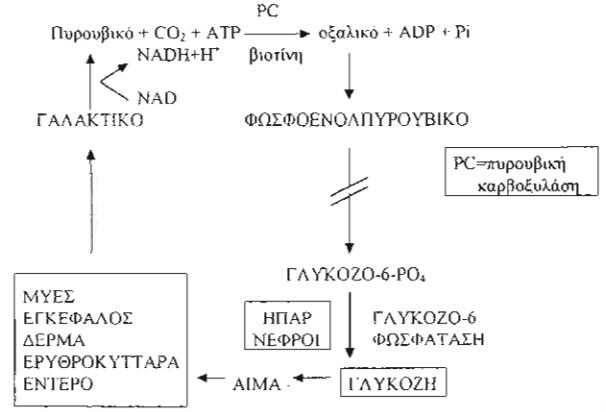 PC
Πυρουβικό + CO₂ + ATP → οξαλικό + ADP + Pi
NADH+H⁺
βιοτίνη
NAD
ΓΑΛΑΚΤΙΚΟ
ΦΩΣΦΟΕΝΟΛΠΥΡΟΥΒΙΚΟ
PC=πυρουβική
καρβοξυλάση
ΓΛΥΚΟΖΟ-6-PO₄
ΜΥΕΣ
ΕΓΚΕΦΑΛΟΣ
ΔΕΡΜΑ
ΕΡΥΘΡΟΚΥΤΤΑΡΑ
ΕΝΤΕΡΟ
ΗΠΑΡ
ΝΕΦΡΟΙ
ΓΛΥΚΟΖΟ-6
ΦΩΣΦΑΤΑΣΗ
ΑΙΜΑ
ΓΛΥΚΟΖΗ